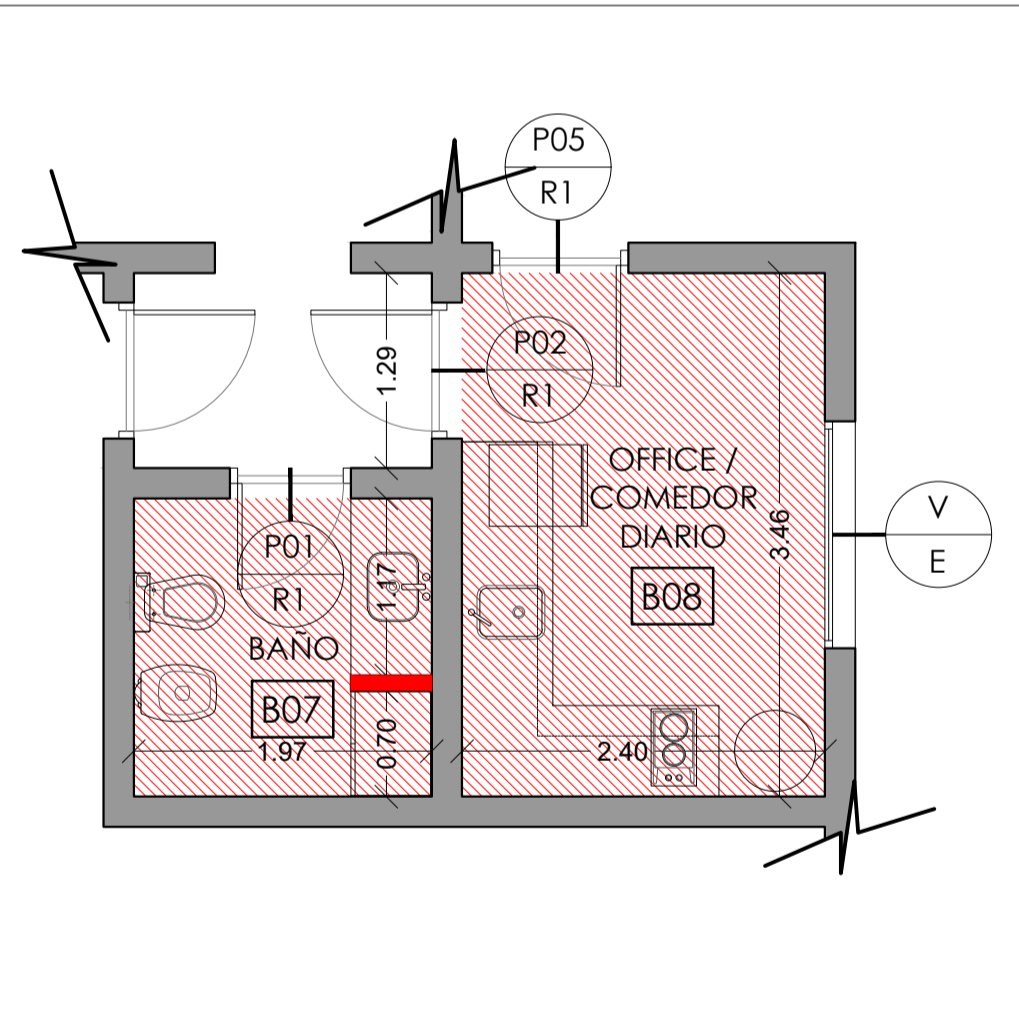 P05
R1
P02
R1
1.29
OFFICE /
COMEDOR
DIARIO
B08
3.46
V
E
P01
R1
1.17
BAÑO
B07
1.97
0.70
2.40